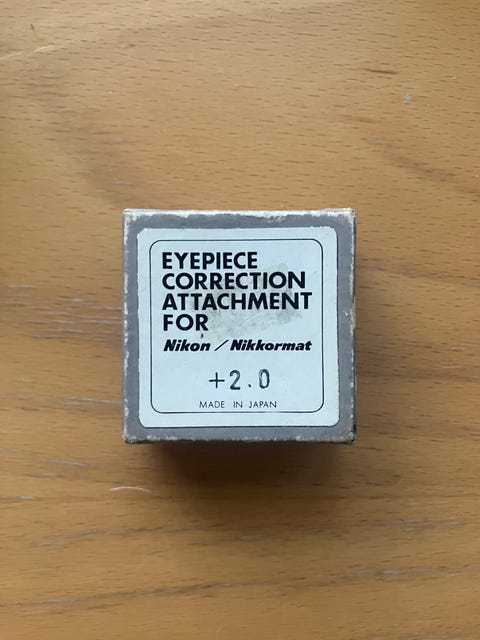 EYEPIECE
CORRECTION
ATTACHMENT
FOR
Nikon / Nikkormat
+2.0
MADE IN JAPAN